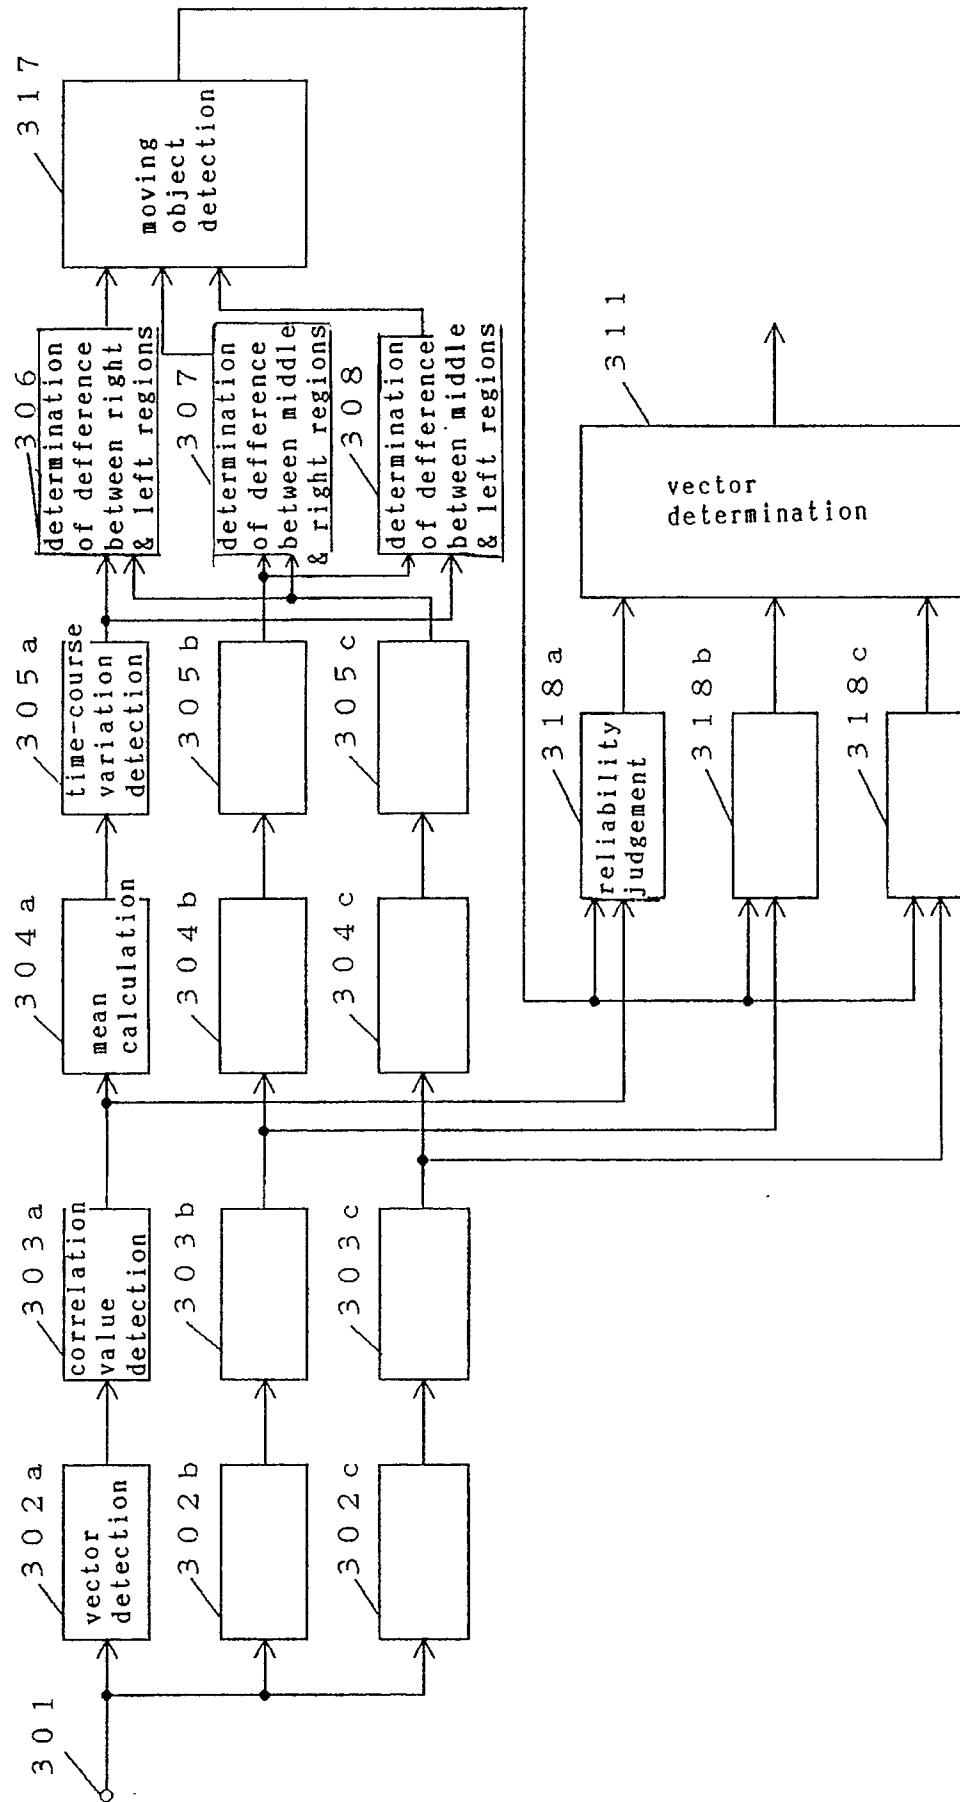 301
302a
vector
detection
302b
302c
303a
correlation
value
detection
303b
303c
304a
mean
calculation
304b
304c
305a
time-course
variation
detection
305b
305c
306
determination
of defference
between right
& left regions
307
determination
of defference
between middle
& right regions
308
determination
of defference
between middle
& left regions
317
moving
object
detection
318a
reliability
judgement
318b
318c
311
vector
determination